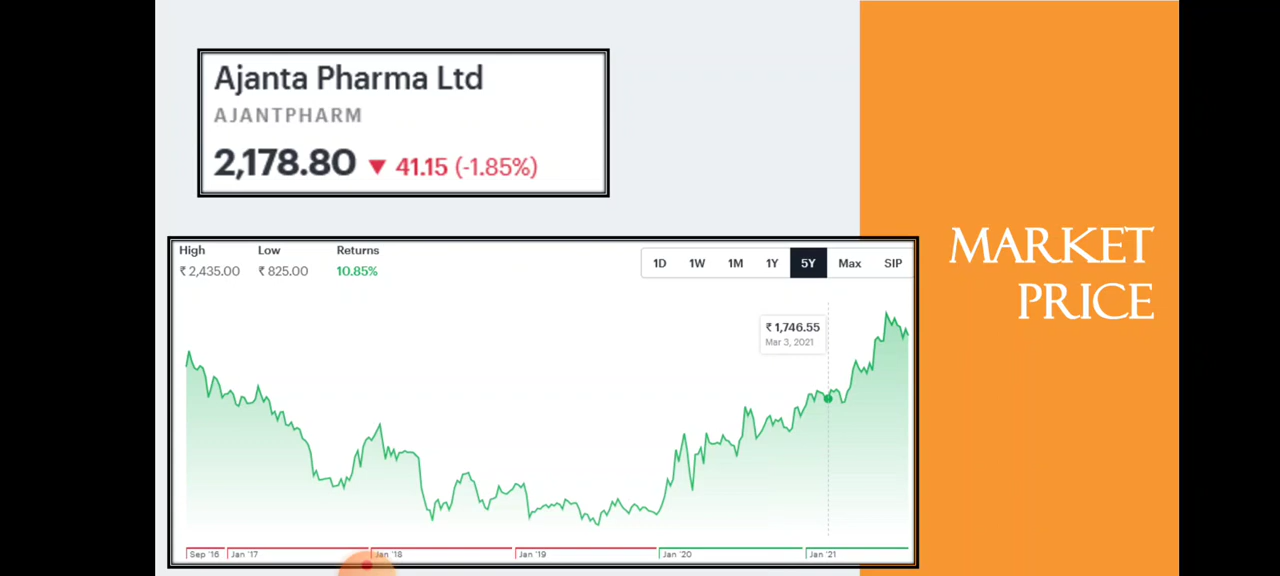 Ajanta Pharma Ltd
AJANTPHARM
2,178.80 ▼ 41.15 (-1.85%)
High Low Returns
₹ 2,435.00 ₹ 825.00 10.85%
1D 1W 1M 1Y 5Y Max SIP
₹ 1,746.55
Mar 3, 2021
Sep '16 Jan '17 Jan '18 Jan '19 Jan '20 Jan '21
MARKET
PRICE